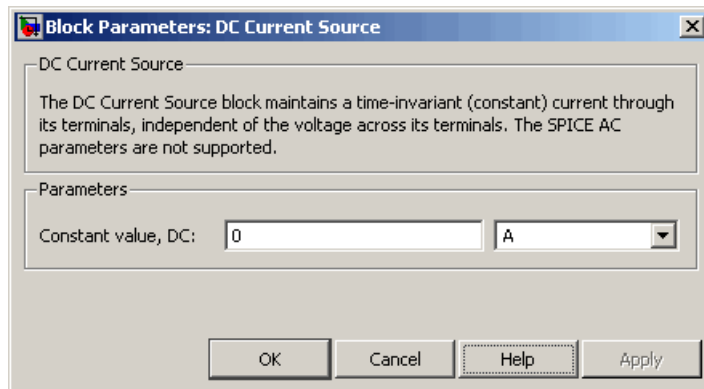 Block Parameters: DC Current Source
DC Current Source
The DC Current Source block maintains a time-invariant (constant) current through
its terminals, independent of the voltage across its terminals. The SPICE AC
parameters are not supported.
Parameters
Constant value, DC: 0 A
OK Cancel Help Apply